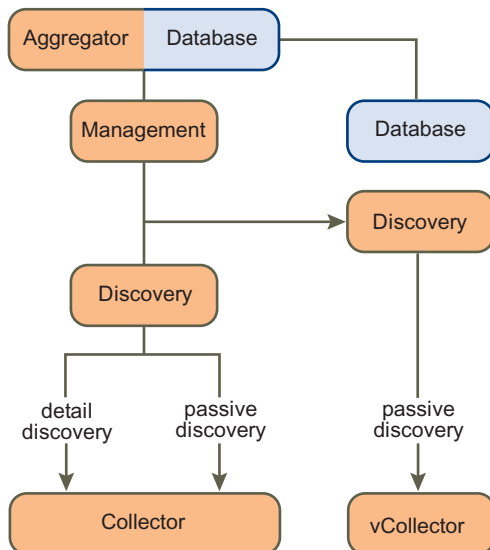 Aggregator
Database
Management
Database
Discovery
Discovery
detail
discovery
passive
discovery
passive
discovery
Collector
vCollector